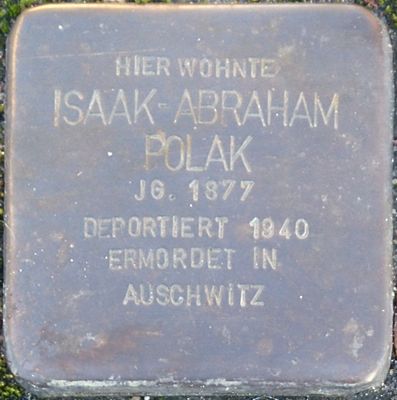 HIER WOHNTE
ISAAK-ABRAHAM
POLAK
JG. 1877
DEPORTIERT 1940
ERMORDET IN
AUSCHWITZ